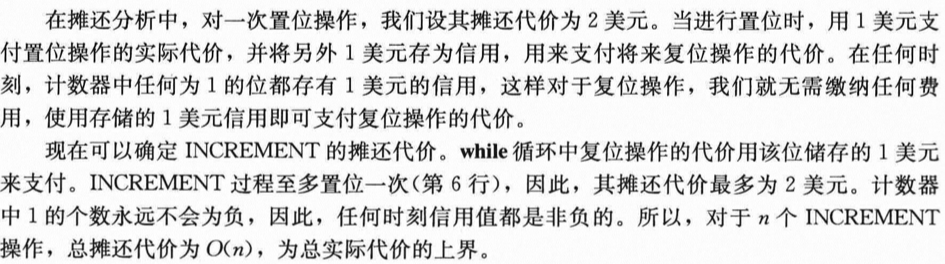 在摊还分析中，对一次置位操作，我们设其摊还代价为 2 美元。当进行置位时，用 1 美元支
付置位操作的实际代价，并将另外 1 美元存为信用，用来支付将来复位操作的代价。在任何时
刻，计数器中任何为 1 的位都存有 1 美元的信用，这样对于复位操作，我们就无需缴纳任何费
用，使用存储的 1 美元信用即可支付复位操作的代价。
现在可以确定 INCREMENT 的摊还代价。while 循环中复位操作的代价用该位储存的 1 美元
来支付。INCREMENT 过程至多置位一次(第 6 行)，因此，其摊还代价最多为 2 美元。计数器
中 1 的个数永远不会为负，因此，任何时刻信用值都是非负的。所以，对于 n 个 INCREMENT
操作，总摊还代价为 O(n)，为总实际代价的上界。